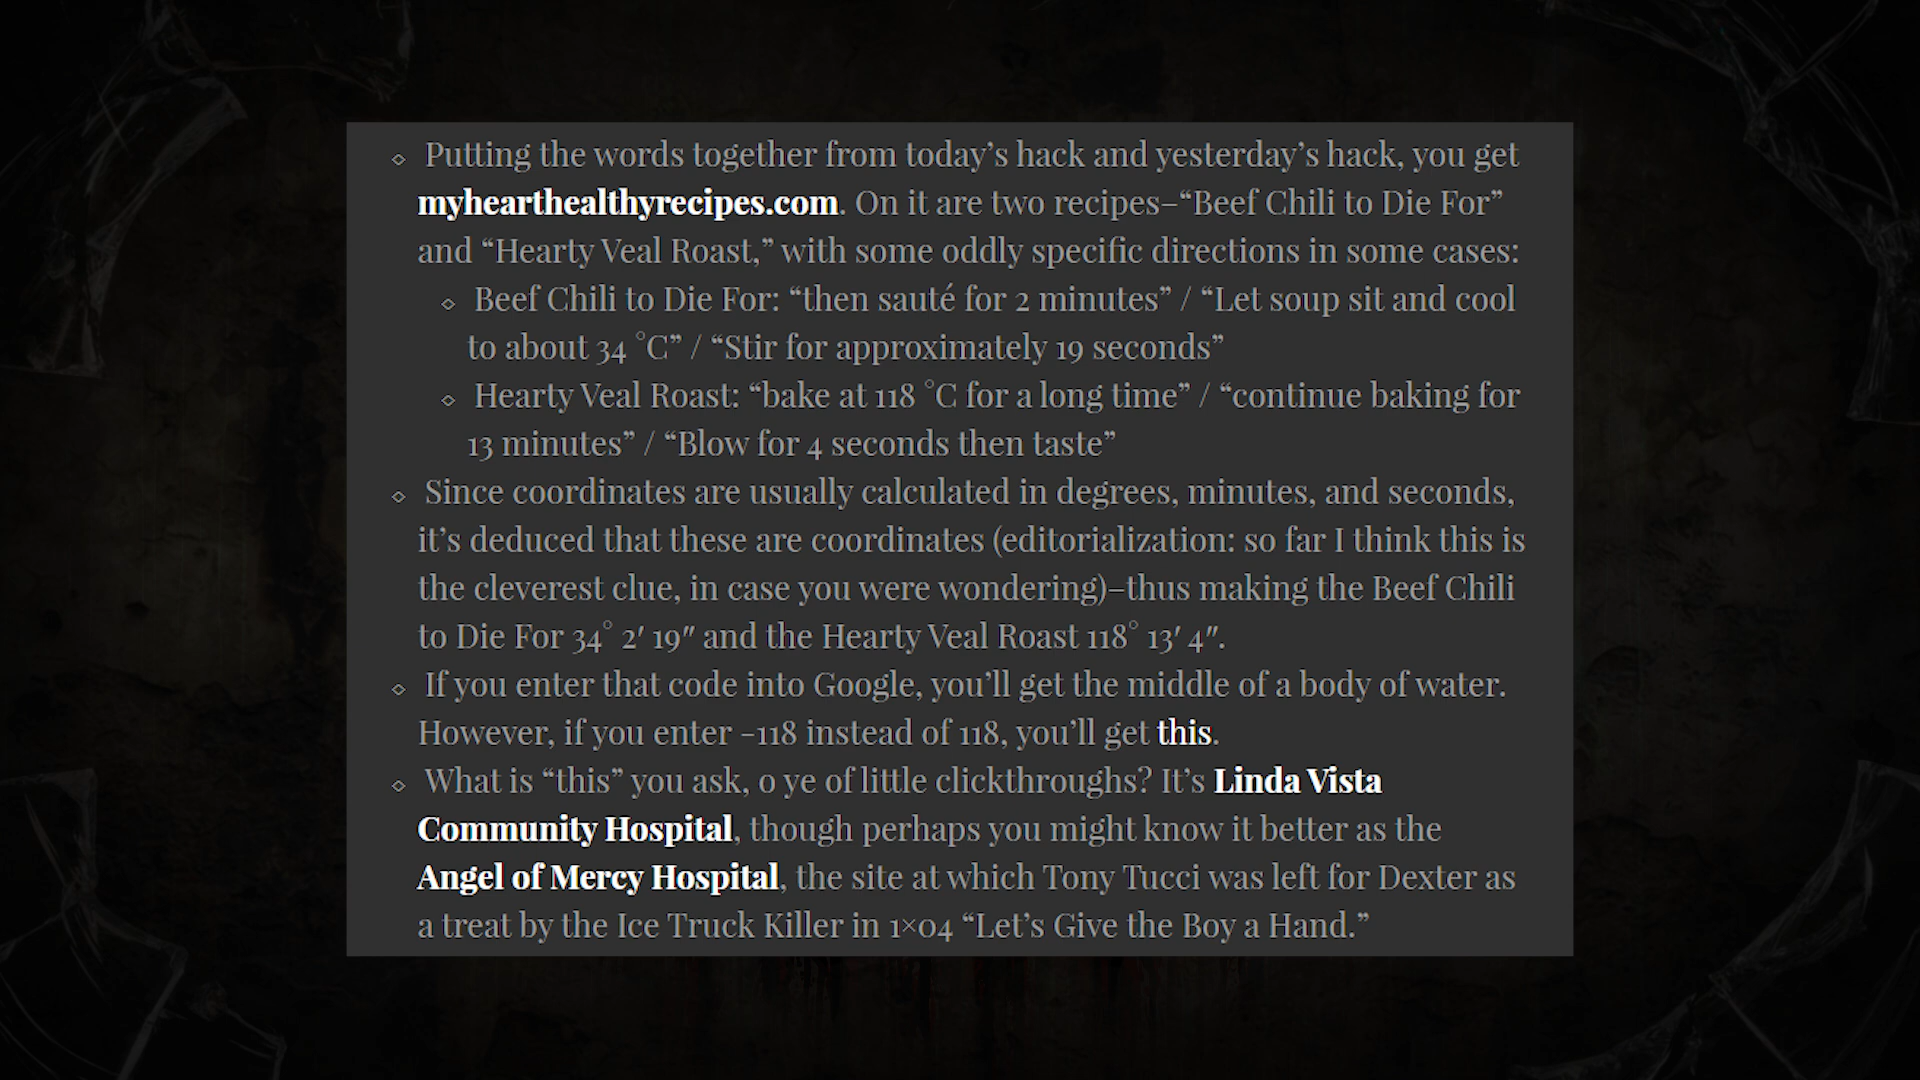 ⬦ Putting the words together from today’s hack and yesterday’s hack, you get
myhearthealthyrecipes.com. On it are two recipes–“Beef Chili to Die For”
and “Hearty Veal Roast,” with some oddly specific directions in some cases:
⬦ Beef Chili to Die For: “then sauté for 2 minutes” / “Let soup sit and cool
to about 34 ˚C” / “Stir for approximately 19 seconds”
⬦ Hearty Veal Roast: “bake at 118 ˚C for a long time” / “continue baking for
13 minutes” / “Blow for 4 seconds then taste”
⬦ Since coordinates are usually calculated in degrees, minutes, and seconds,
it’s deduced that these are coordinates (editorialization: so far I think this is
the cleverest clue, in case you were wondering)–thus making the Beef Chili
to Die For 34˚ 2′ 19″ and the Hearty Veal Roast 118˚ 13′ 4″.
⬦ If you enter that code into Google, you’ll get the middle of a body of water.
However, if you enter -118 instead of 118, you’ll get this.
⬦ What is “this” you ask, o ye of little clickthroughs? It’s Linda Vista
Community Hospital, though perhaps you might know it better as the
Angel of Mercy Hospital, the site at which Tony Tucci was left for Dexter as
a treat by the Ice Truck Killer in 1×04 “Let’s Give the Boy a Hand.”